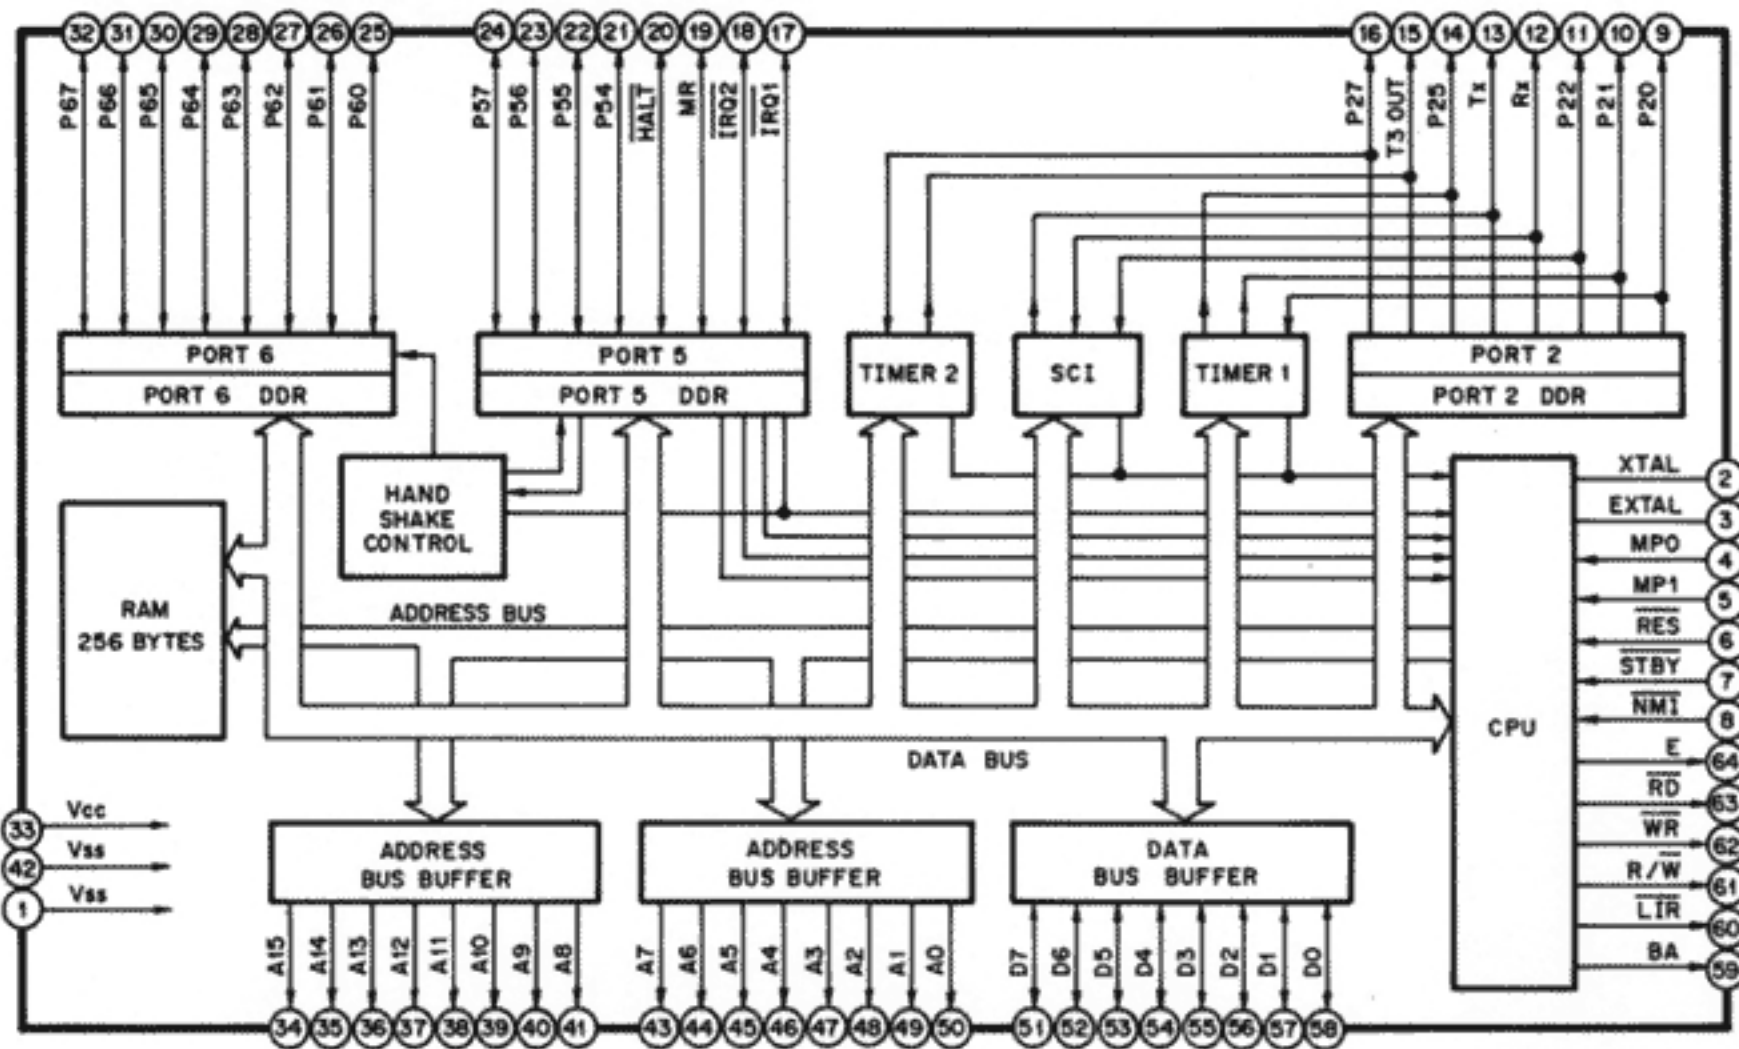 32 31 30 29 28 27 26 25 24 23 22 21 20 19 18 17 16 15 14 13 12 11 10 9
P67 P66 P65 P64 P63 P62 P61 P60 P57 P56 P55 P54 HALT MR IRQ2 IRQ1 P27 T3 OUT P25 Tx Rx P22 P21 P20
PORT 6
PORT 6 DDR
PORT 5
PORT 5 DDR
TIMER 2
SCI
TIMER 1
PORT 2
PORT 2 DDR
HAND
SHAKE
CONTROL
RAM
256 BYTES
ADDRESS BUS
DATA BUS
CPU
XTAL 2
EXTAL 3
MP0 4
MP1 5
RES 6
STBY 7
NMI 8
E 64
RD 63
WR 62
R/W 61
LIR 60
BA 59
33 Vcc
42 Vss
1 Vss
ADDRESS
BUS BUFFER
ADDRESS
BUS BUFFER
DATA
BUS BUFFER
A15 A14 A13 A12 A11 A10 A9 A8 A7 A6 A5 A4 A3 A2 A1 A0 D7 D6 D5 D4 D3 D2 D1 D0
34 35 36 37 38 39 40 41 43 44 45 46 47 48 49 50 51 52 53 54 55 56 57 58